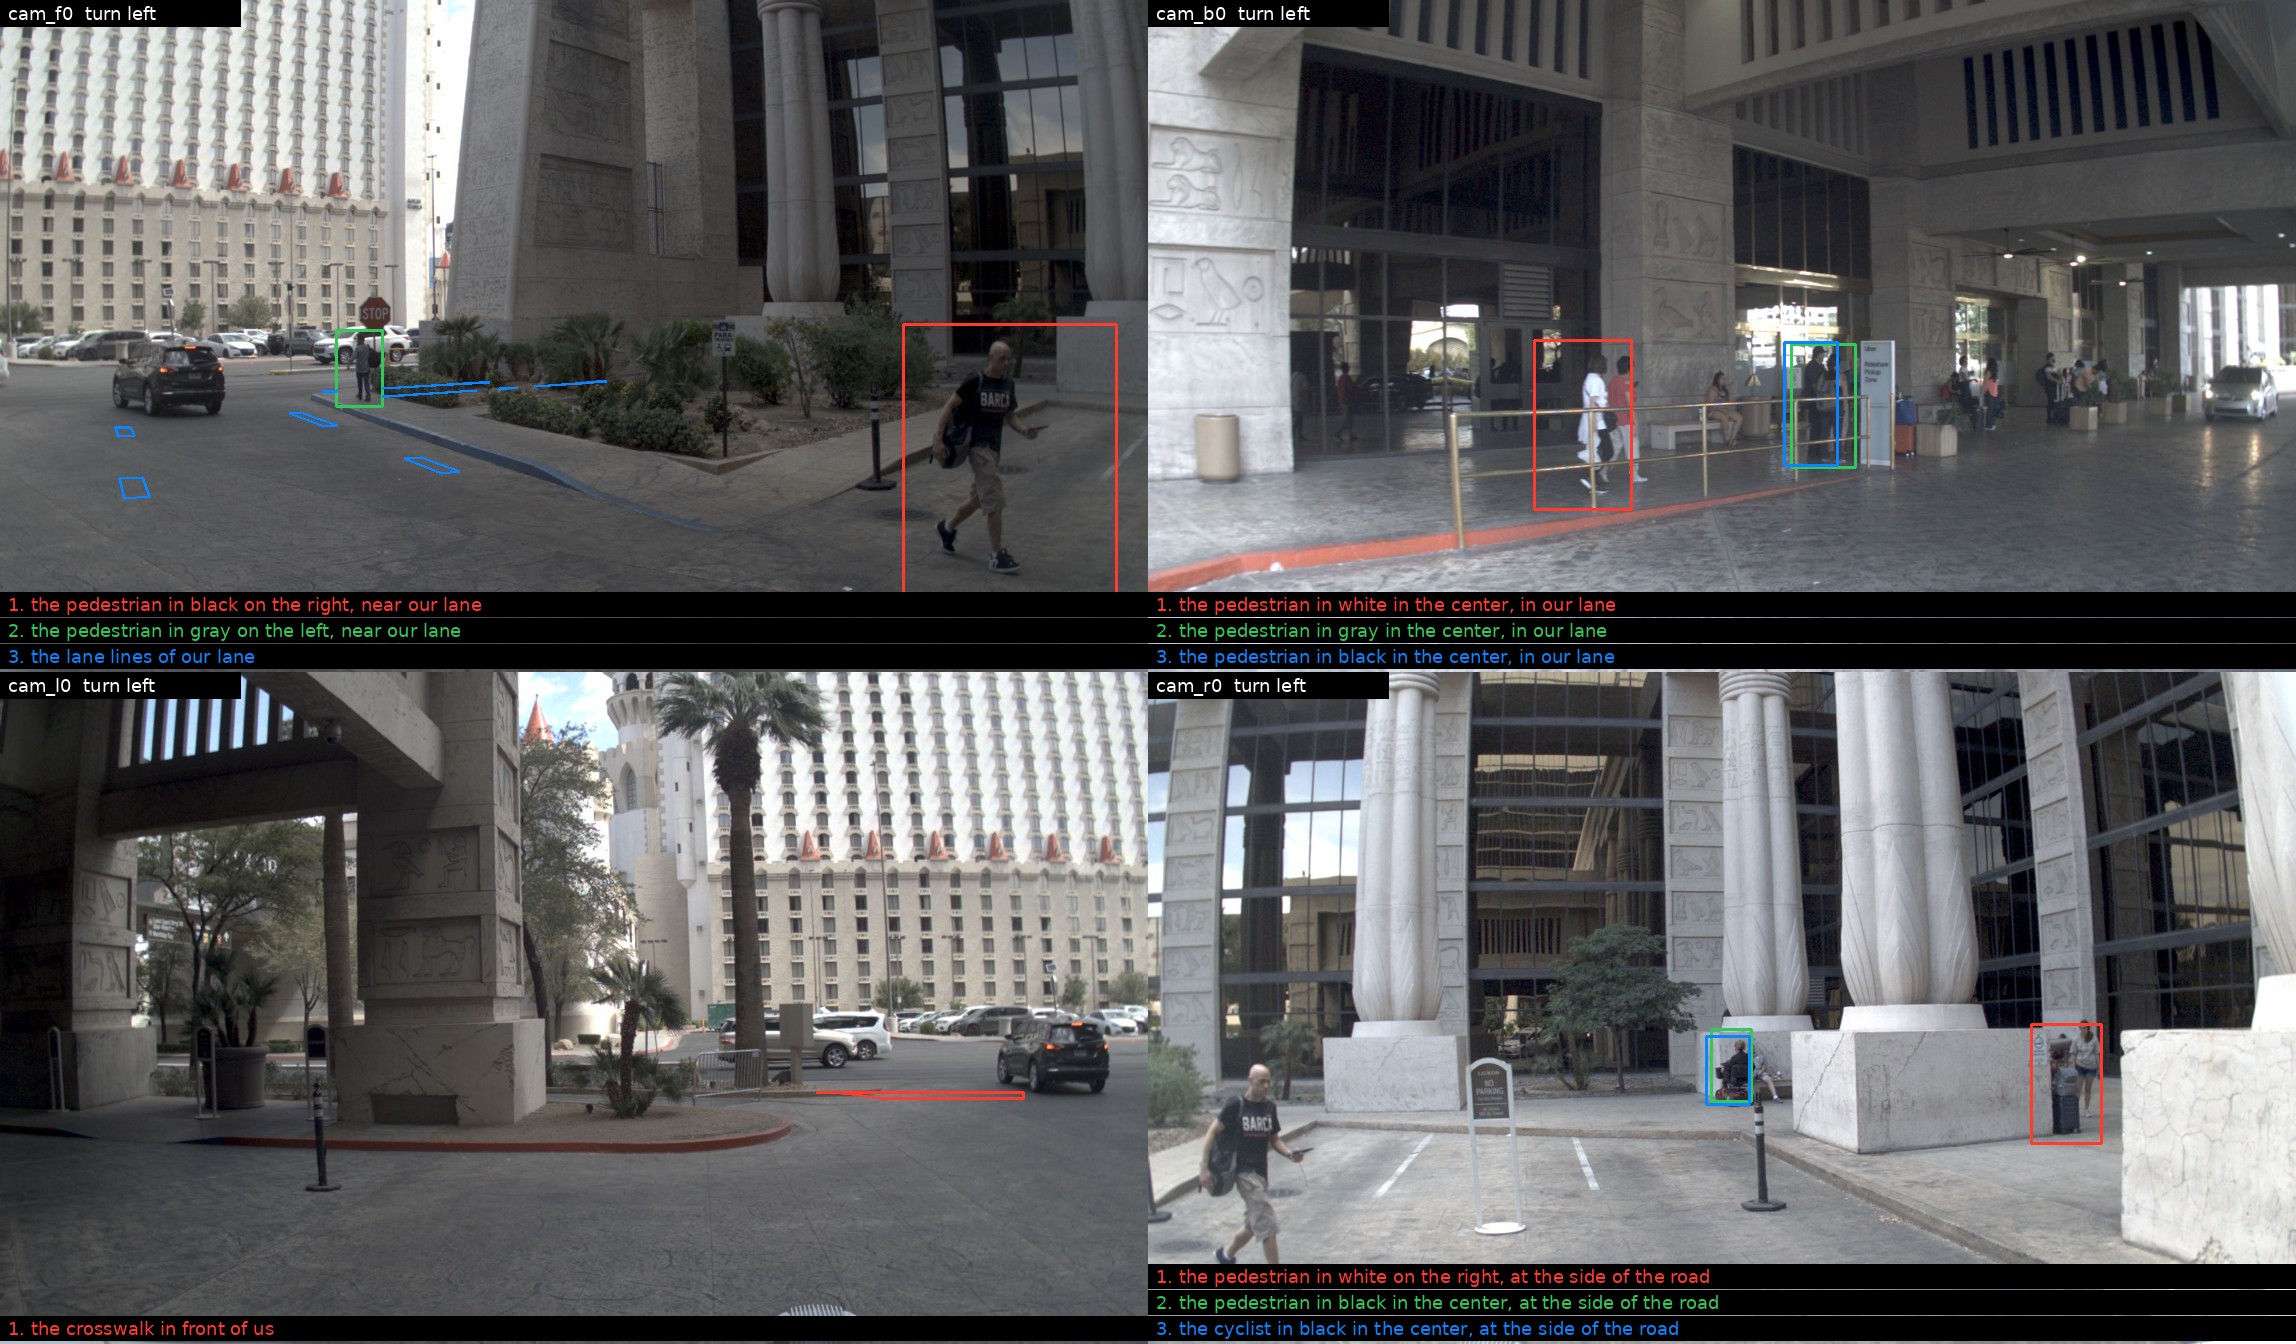 cam_f0 turn left
STOP
BARCA
1. the pedestrian in black on the right, near our lane
2. the pedestrian in gray on the left, near our lane
3. the lane lines of our lane
cam_b0 turn left
Uber
Rideshare
Pickup
Zone
1. the pedestrian in white in the center, in our lane
2. the pedestrian in gray in the center, in our lane
3. the pedestrian in black in the center, in our lane
cam_l0 turn left
1. the crosswalk in front of us
cam_r0 turn left
BARCA
NO
PARKING
1. the pedestrian in white on the right, at the side of the road
2. the pedestrian in black in the center, at the side of the road
3. the cyclist in black in the center, at the side of the road